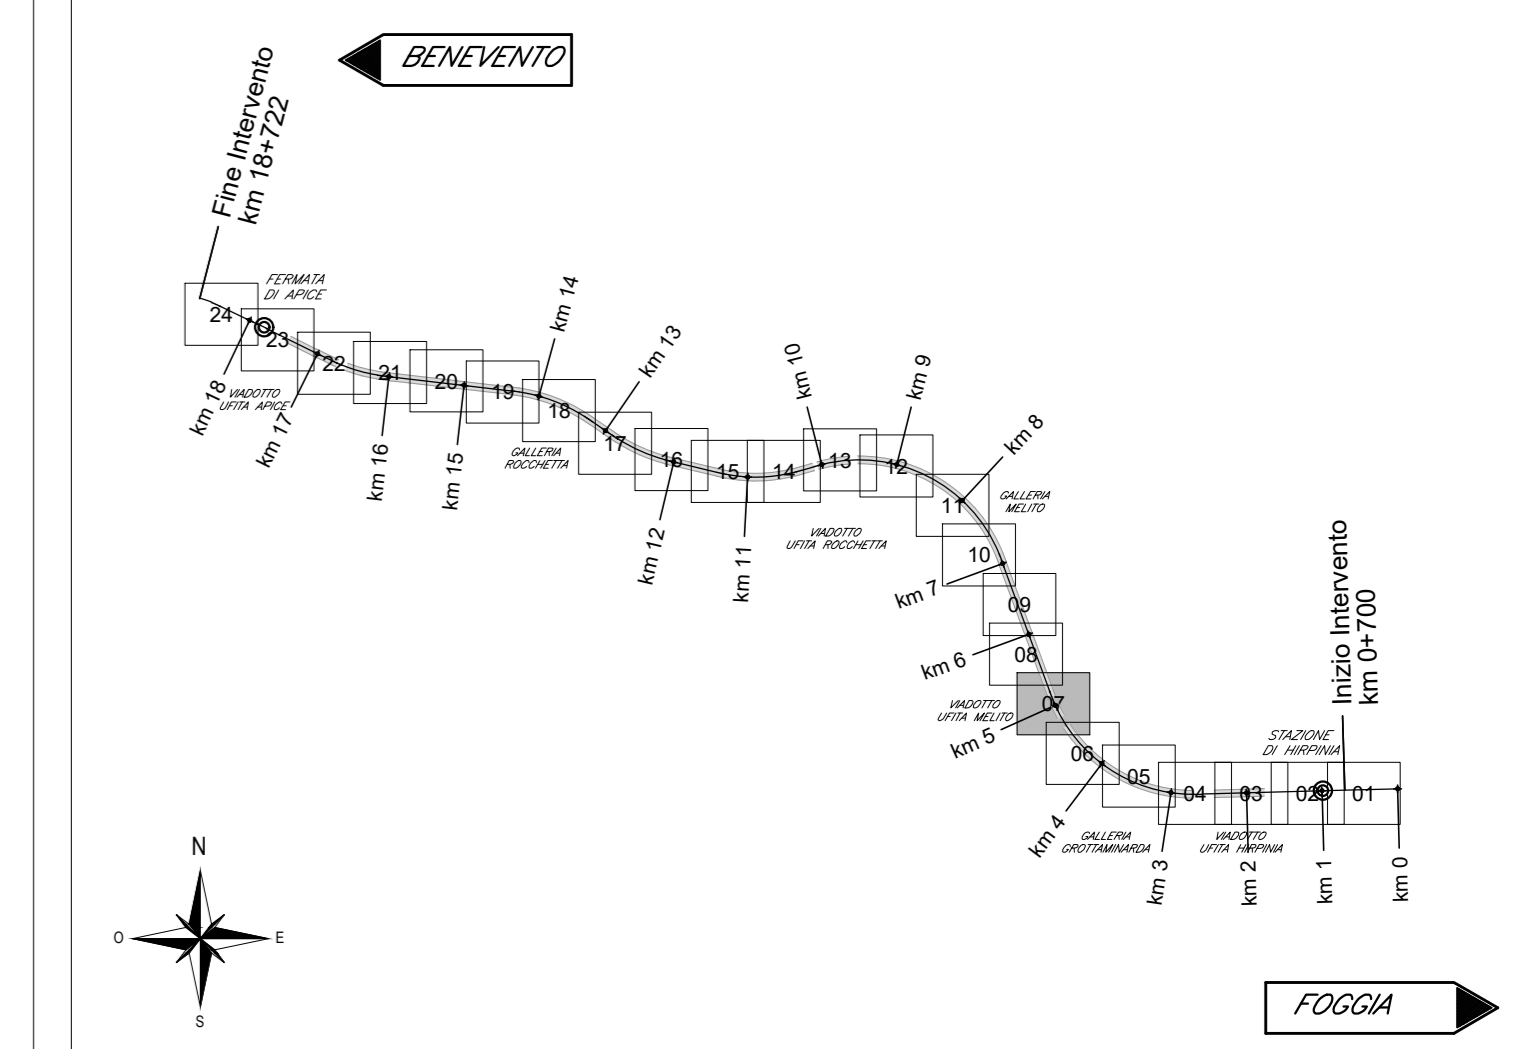 BENEVENTO
Fine Intervento
km 18+722
FERMATA
DI APICE
24
23
22
21
20
19
18
17
16
15
14
13
12
11
10
09
08
07
06
05
04
03
02
01
km 18
VIADOTTO
UFITA APICE
km 17
km 16
km 15
km 14
GALLERIA
ROCCHETTA
km 13
km 12
km 11
km 10
VIADOTTO
UFITA ROCCHETTA
km 9
km 8
GALLERIA
MELITO
km 7
km 6
VIADOTTO
UFITA MELITO
km 5
km 4
GALLERIA
GROTTAMINARDA
km 3
VIADOTTO
UFITA HIRPINIA
km 2
STAZIONE
DI HIRPINIA
km 1
Inizio Intervento
km 0+700
km 0
N
O
E
S
FOGGIA